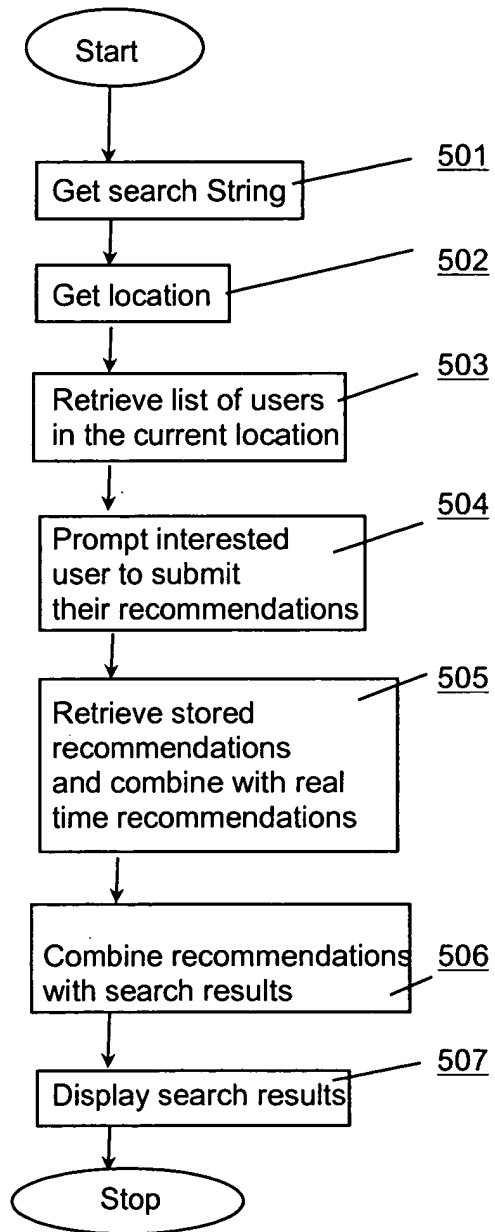 Start
501
Get search String
502
Get location
503
Retrieve list of users
in the current location
504
Prompt interested
user to submit
their recommendations
505
Retrieve stored
recommendations
and combine with real
time recommendations
Combine recommendations
with search results
506
507
Display search results
Stop